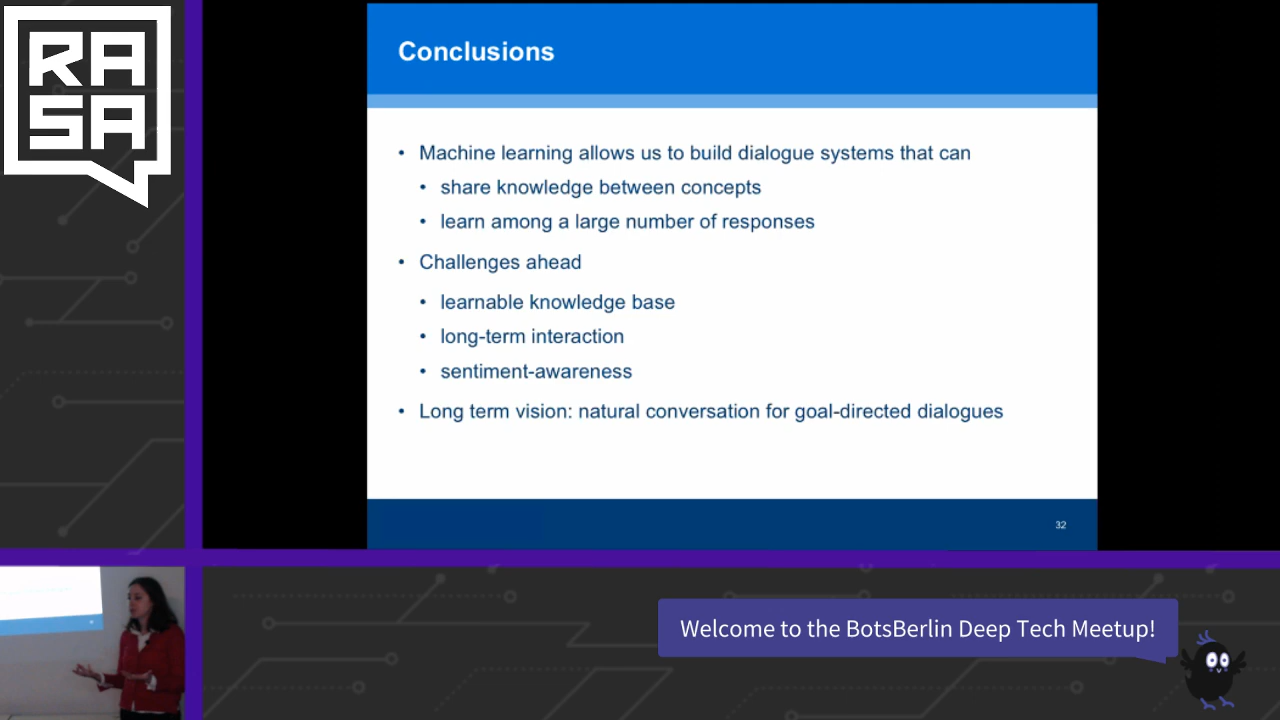 RASA
Conclusions
• Machine learning allows us to build dialogue systems that can
• share knowledge between concepts
• learn among a large number of responses
• Challenges ahead
• learnable knowledge base
• long-term interaction
• sentiment-awareness
• Long term vision: natural conversation for goal-directed dialogues
32
Welcome to the BotsBerlin Deep Tech Meetup!